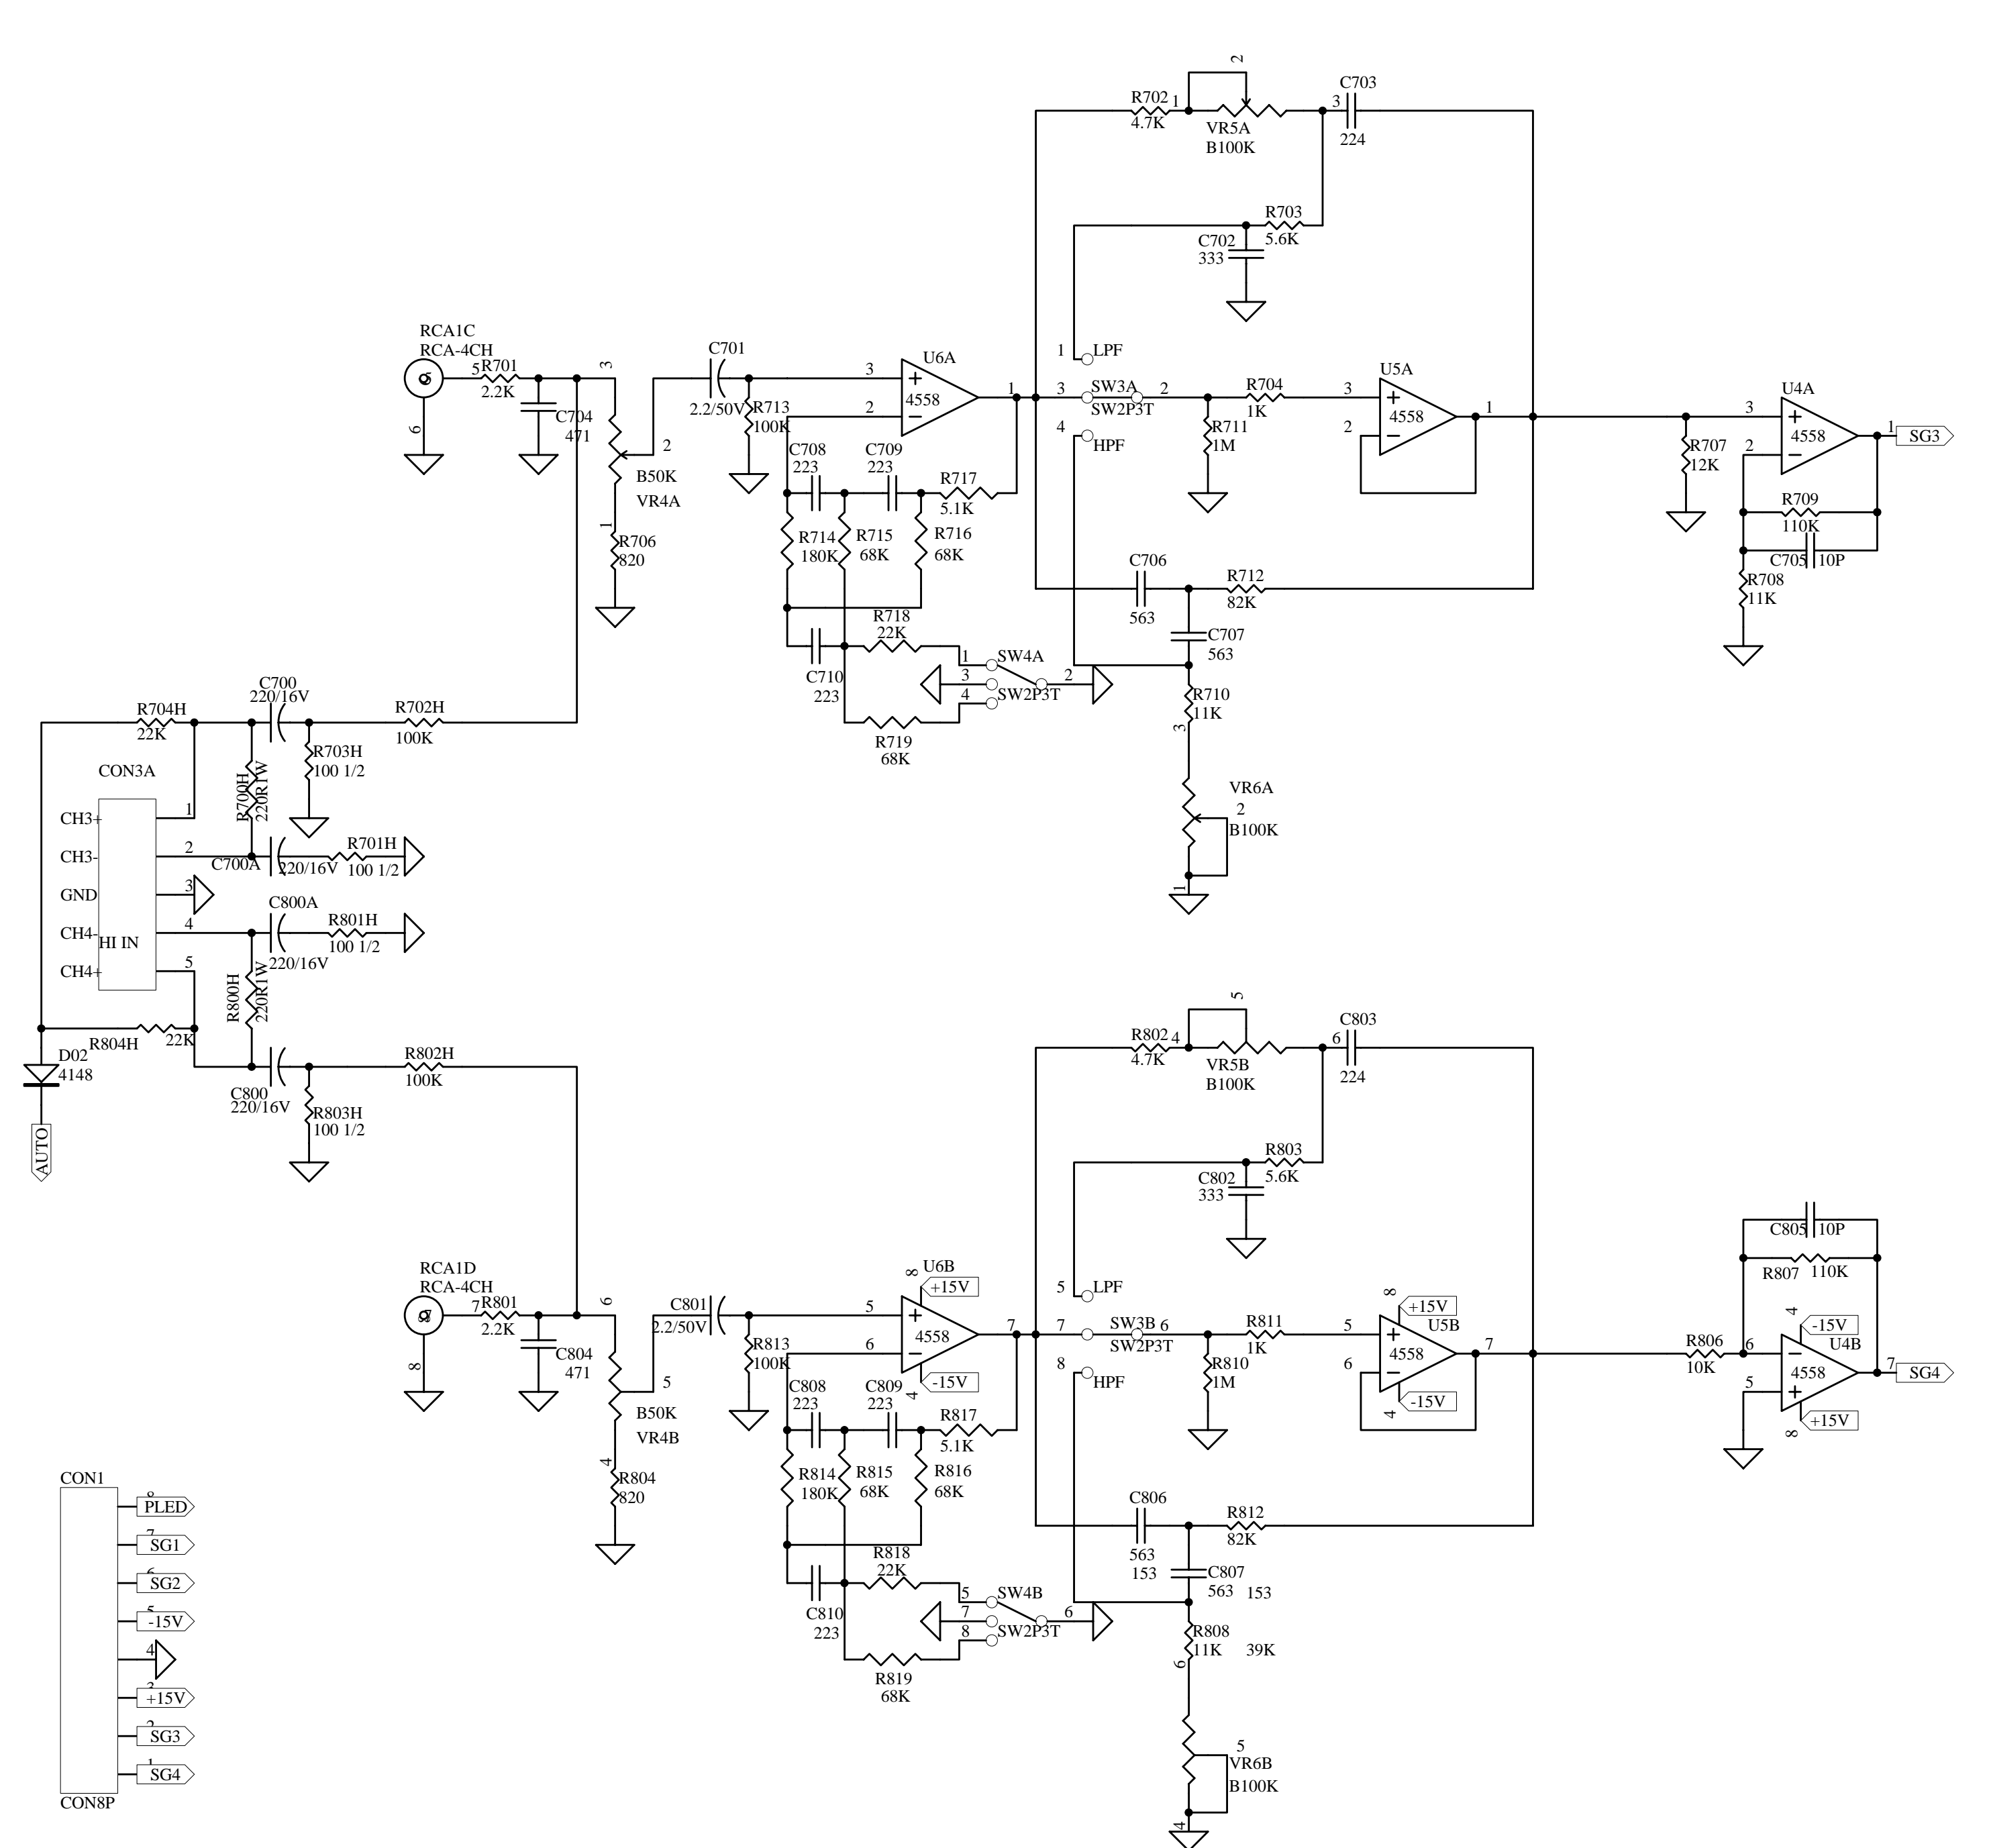 2
C703
R702 1
3
4.7K
VR5A
B100K
224
R703
5.6K
C702
333
RCA1C
RCA-4CH
5
R701
2.2K
6
C704
471
3
2
B50K
VR4A
1
R706
820
C701
2.2/50V
R713
100K
U6A
3
2
4558
1
C708
223
C709
223
R717
5.1K
R714
180K
R715
68K
R716
68K
R718
22K
C710
223
R719
68K
1
3
4
SW4A
SW2P3T
2
1
LPF
3
SW3A
SW2P3T
2
4
HPF
R704
1K
R711
1M
U5A
3
2
4558
1
C706
563
R712
82K
C707
563
R710
11K
3
VR6A
2
B100K
1
R707
12K
U4A
3
2
4558
1
SG3
R709
110K
C705
10P
R708
11K
C700
220/16V
R704H
22K
R702H
100K
R703H
100 1/2
R700H
220R1W
CON3A
CH3+
1
CH3-
2
GND
3
CH4-
4
HI IN
CH4+
5
C700A
220/16V
R701H
100 1/2
C800A
220/16V
R801H
100 1/2
R800H
220R1W
R804H
22K
D02
4148
AUTO
C800
220/16V
R802H
100K
R803H
100 1/2
5
C803
R802 4
6
4.7K
VR5B
B100K
224
R803
5.6K
C802
333
RCA1D
RCA-4CH
7
R801
2.2K
8
C804
471
6
5
B50K
VR4B
4
R804
820
C801
2.2/50V
R813
100K
U6B
8
+15V
5
6
4558
7
-15V
4
C808
223
C809
223
R817
5.1K
R814
180K
R815
68K
R816
68K
R818
22K
C810
223
R819
68K
5
7
8
SW4B
SW2P3T
6
5
LPF
7
SW3B
SW2P3T
6
8
HPF
R811
1K
R810
1M
8
+15V
U5B
5
6
4558
7
-15V
4
C806
563
153
R812
82K
C807
563 153
R808
11K 39K
6
5
VR6B
B100K
4
C805
10P
R807
110K
R806
10K
4
-15V
U4B
6
5
4558
7
SG4
+15V
8
CON1
8
PLED
7
SG1
6
SG2
5
-15V
4
3
+15V
2
SG3
1
SG4
CON8P